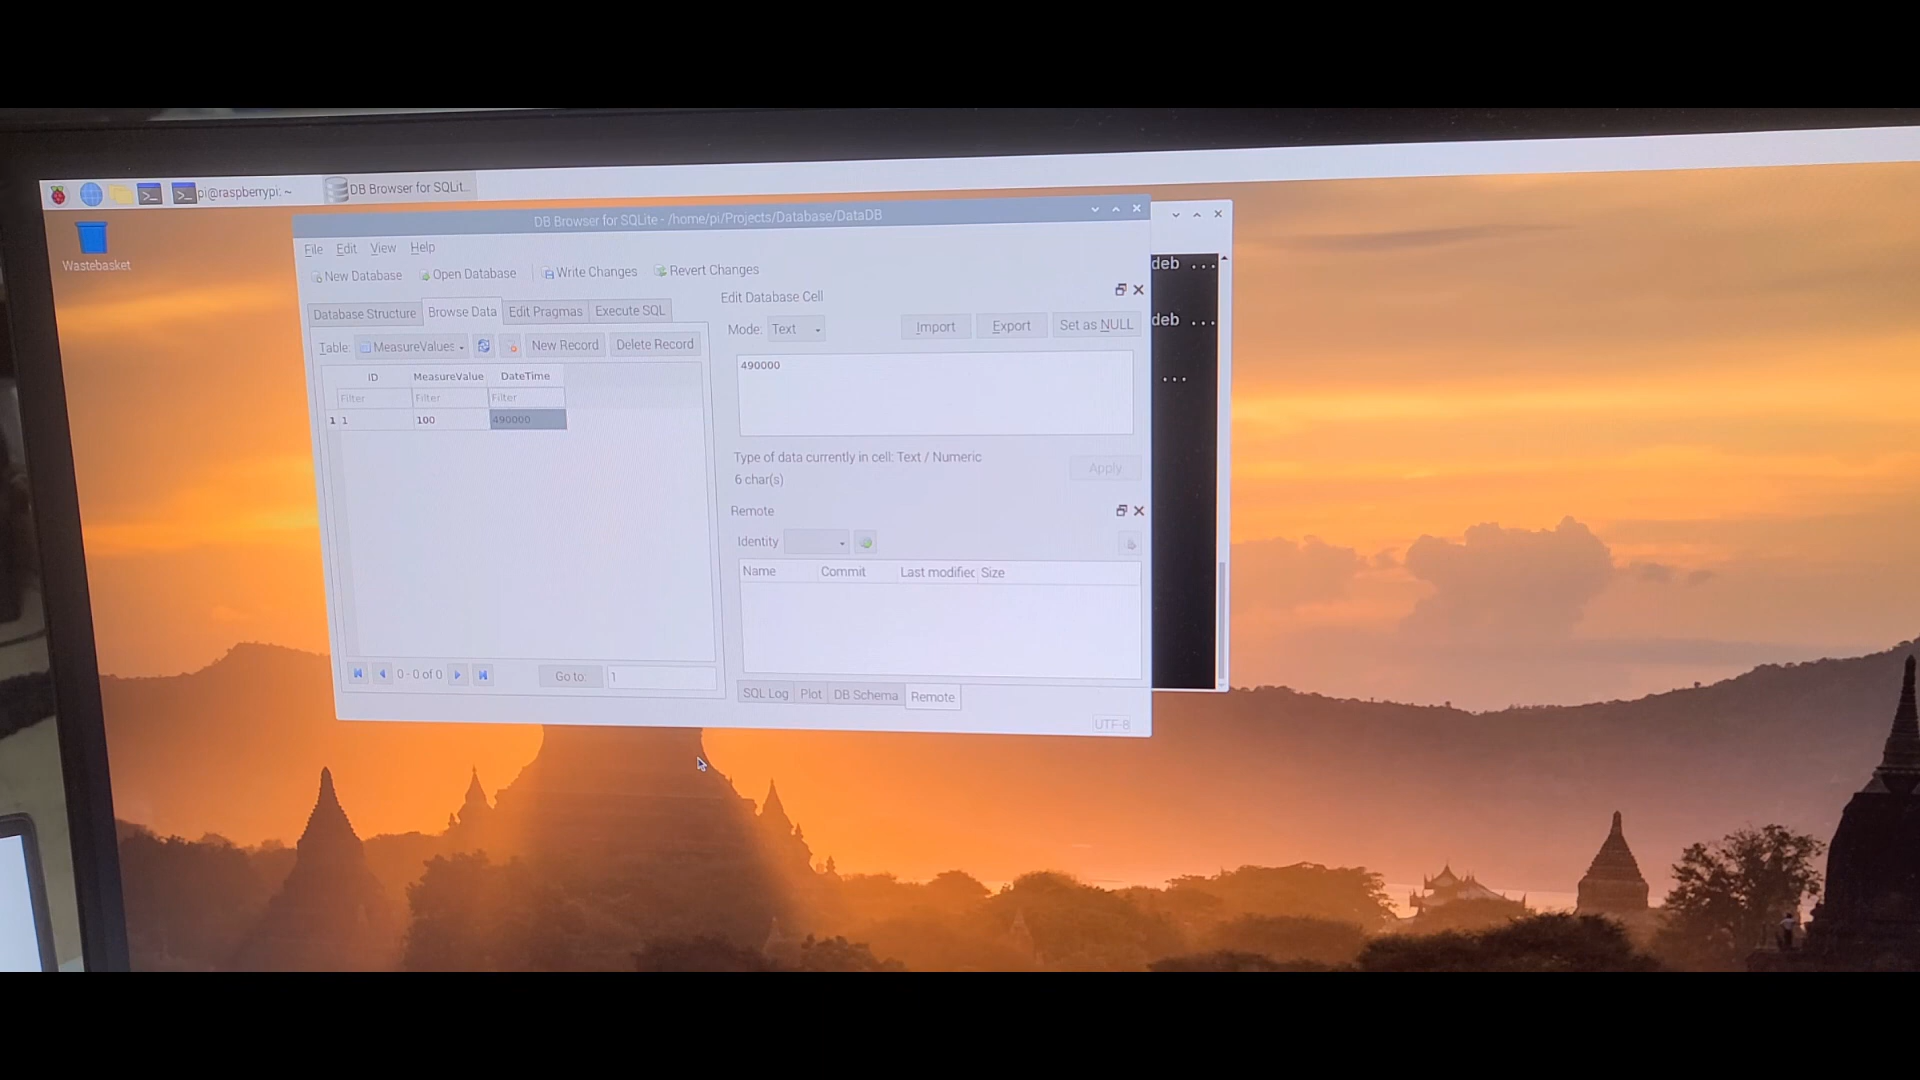 pi@raspberrypi: ~
DB Browser for SQLit...
Wastebasket
DB Browser for SQLite - /home/pi/Projects/Database/DataDB
File Edit View Help
New Database Open Database Write Changes Revert Changes
Database Structure Browse Data Edit Pragmas Execute SQL
Table: MeasureValues New Record Delete Record
ID MeasureValue DateTime
Filter Filter Filter
1 1 100 490000
0 - 0 of 0 Go to: 1
Edit Database Cell
Mode: Text Import Export Set as NULL
490000
Type of data currently in cell: Text / Numeric
6 char(s)
Apply
Remote
Identity
Name Commit Last modified Size
SQL Log Plot DB Schema Remote
UTF-8
deb ...
deb ...
...